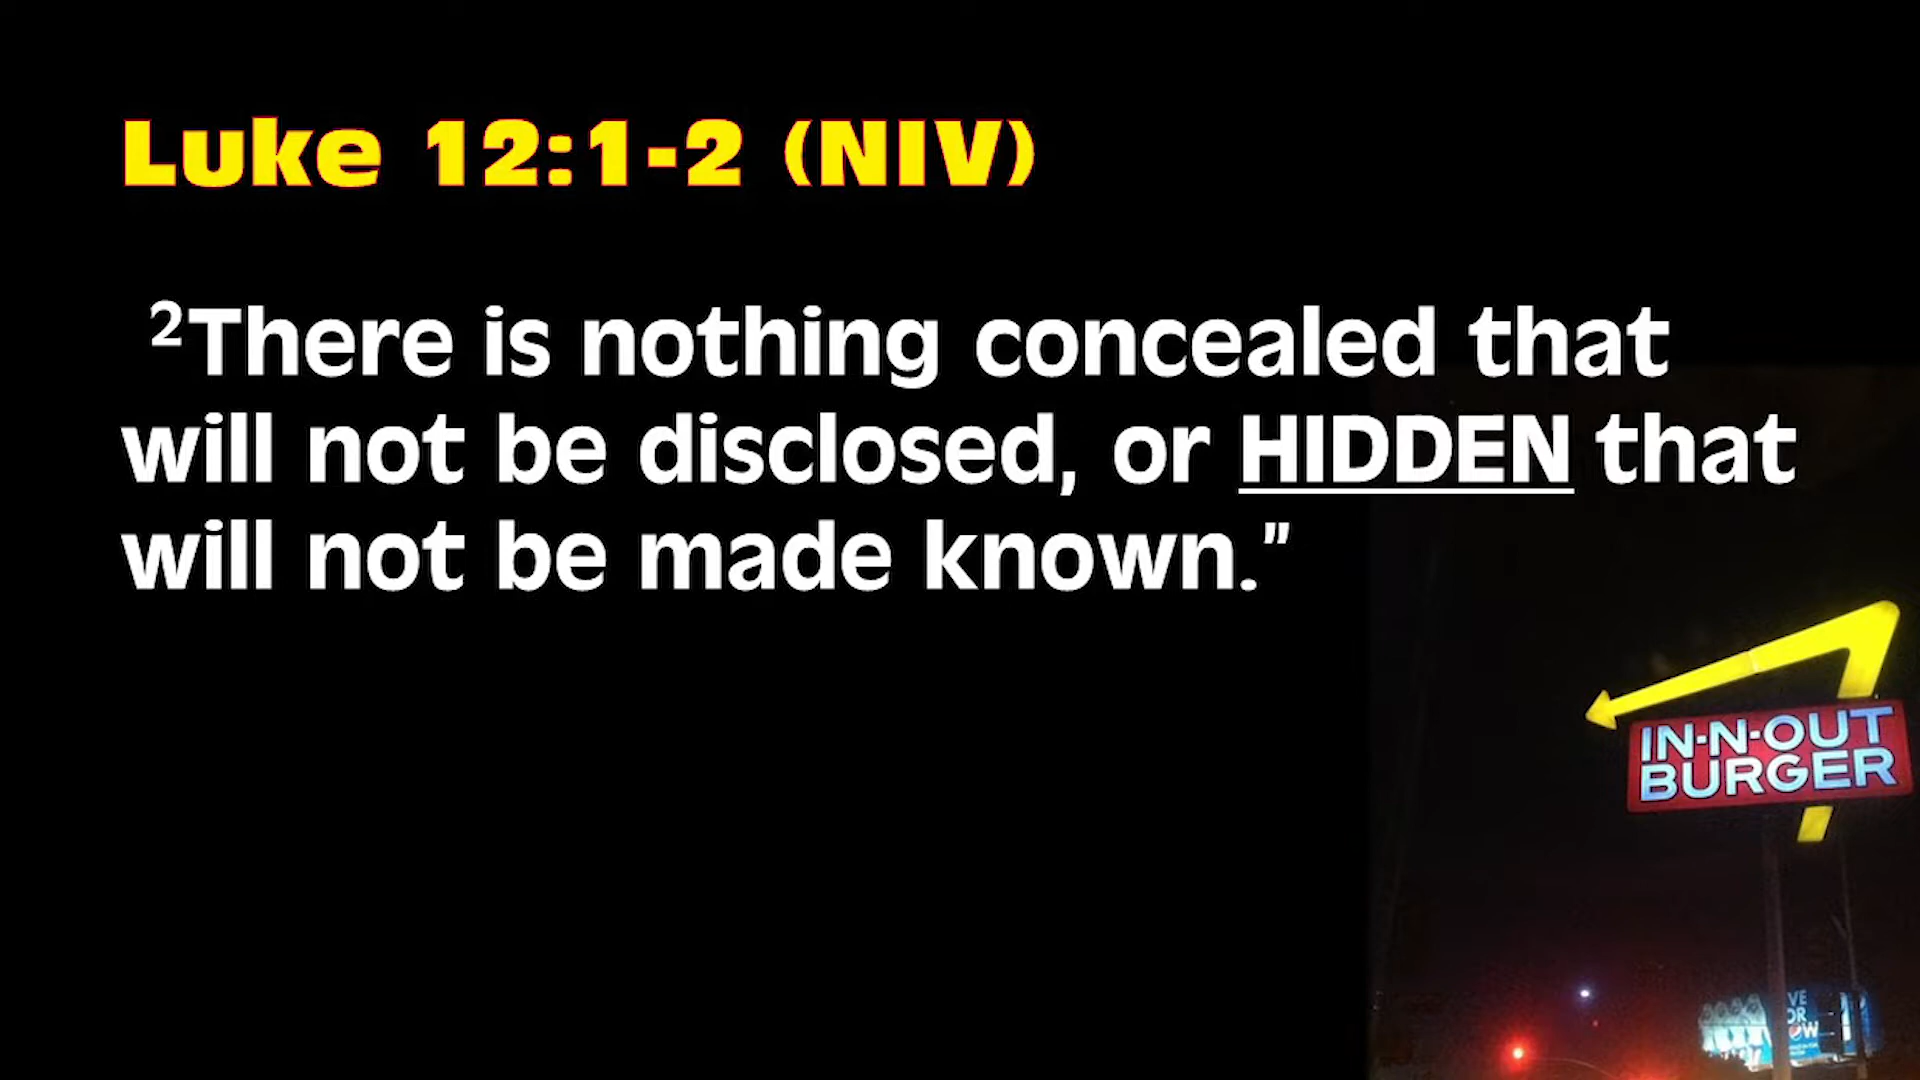 Luke 12:1-2 (NIV)
²There is nothing concealed that
will not be disclosed, or HIDDEN that
will not be made known."
IN-N-OUT
BURGER